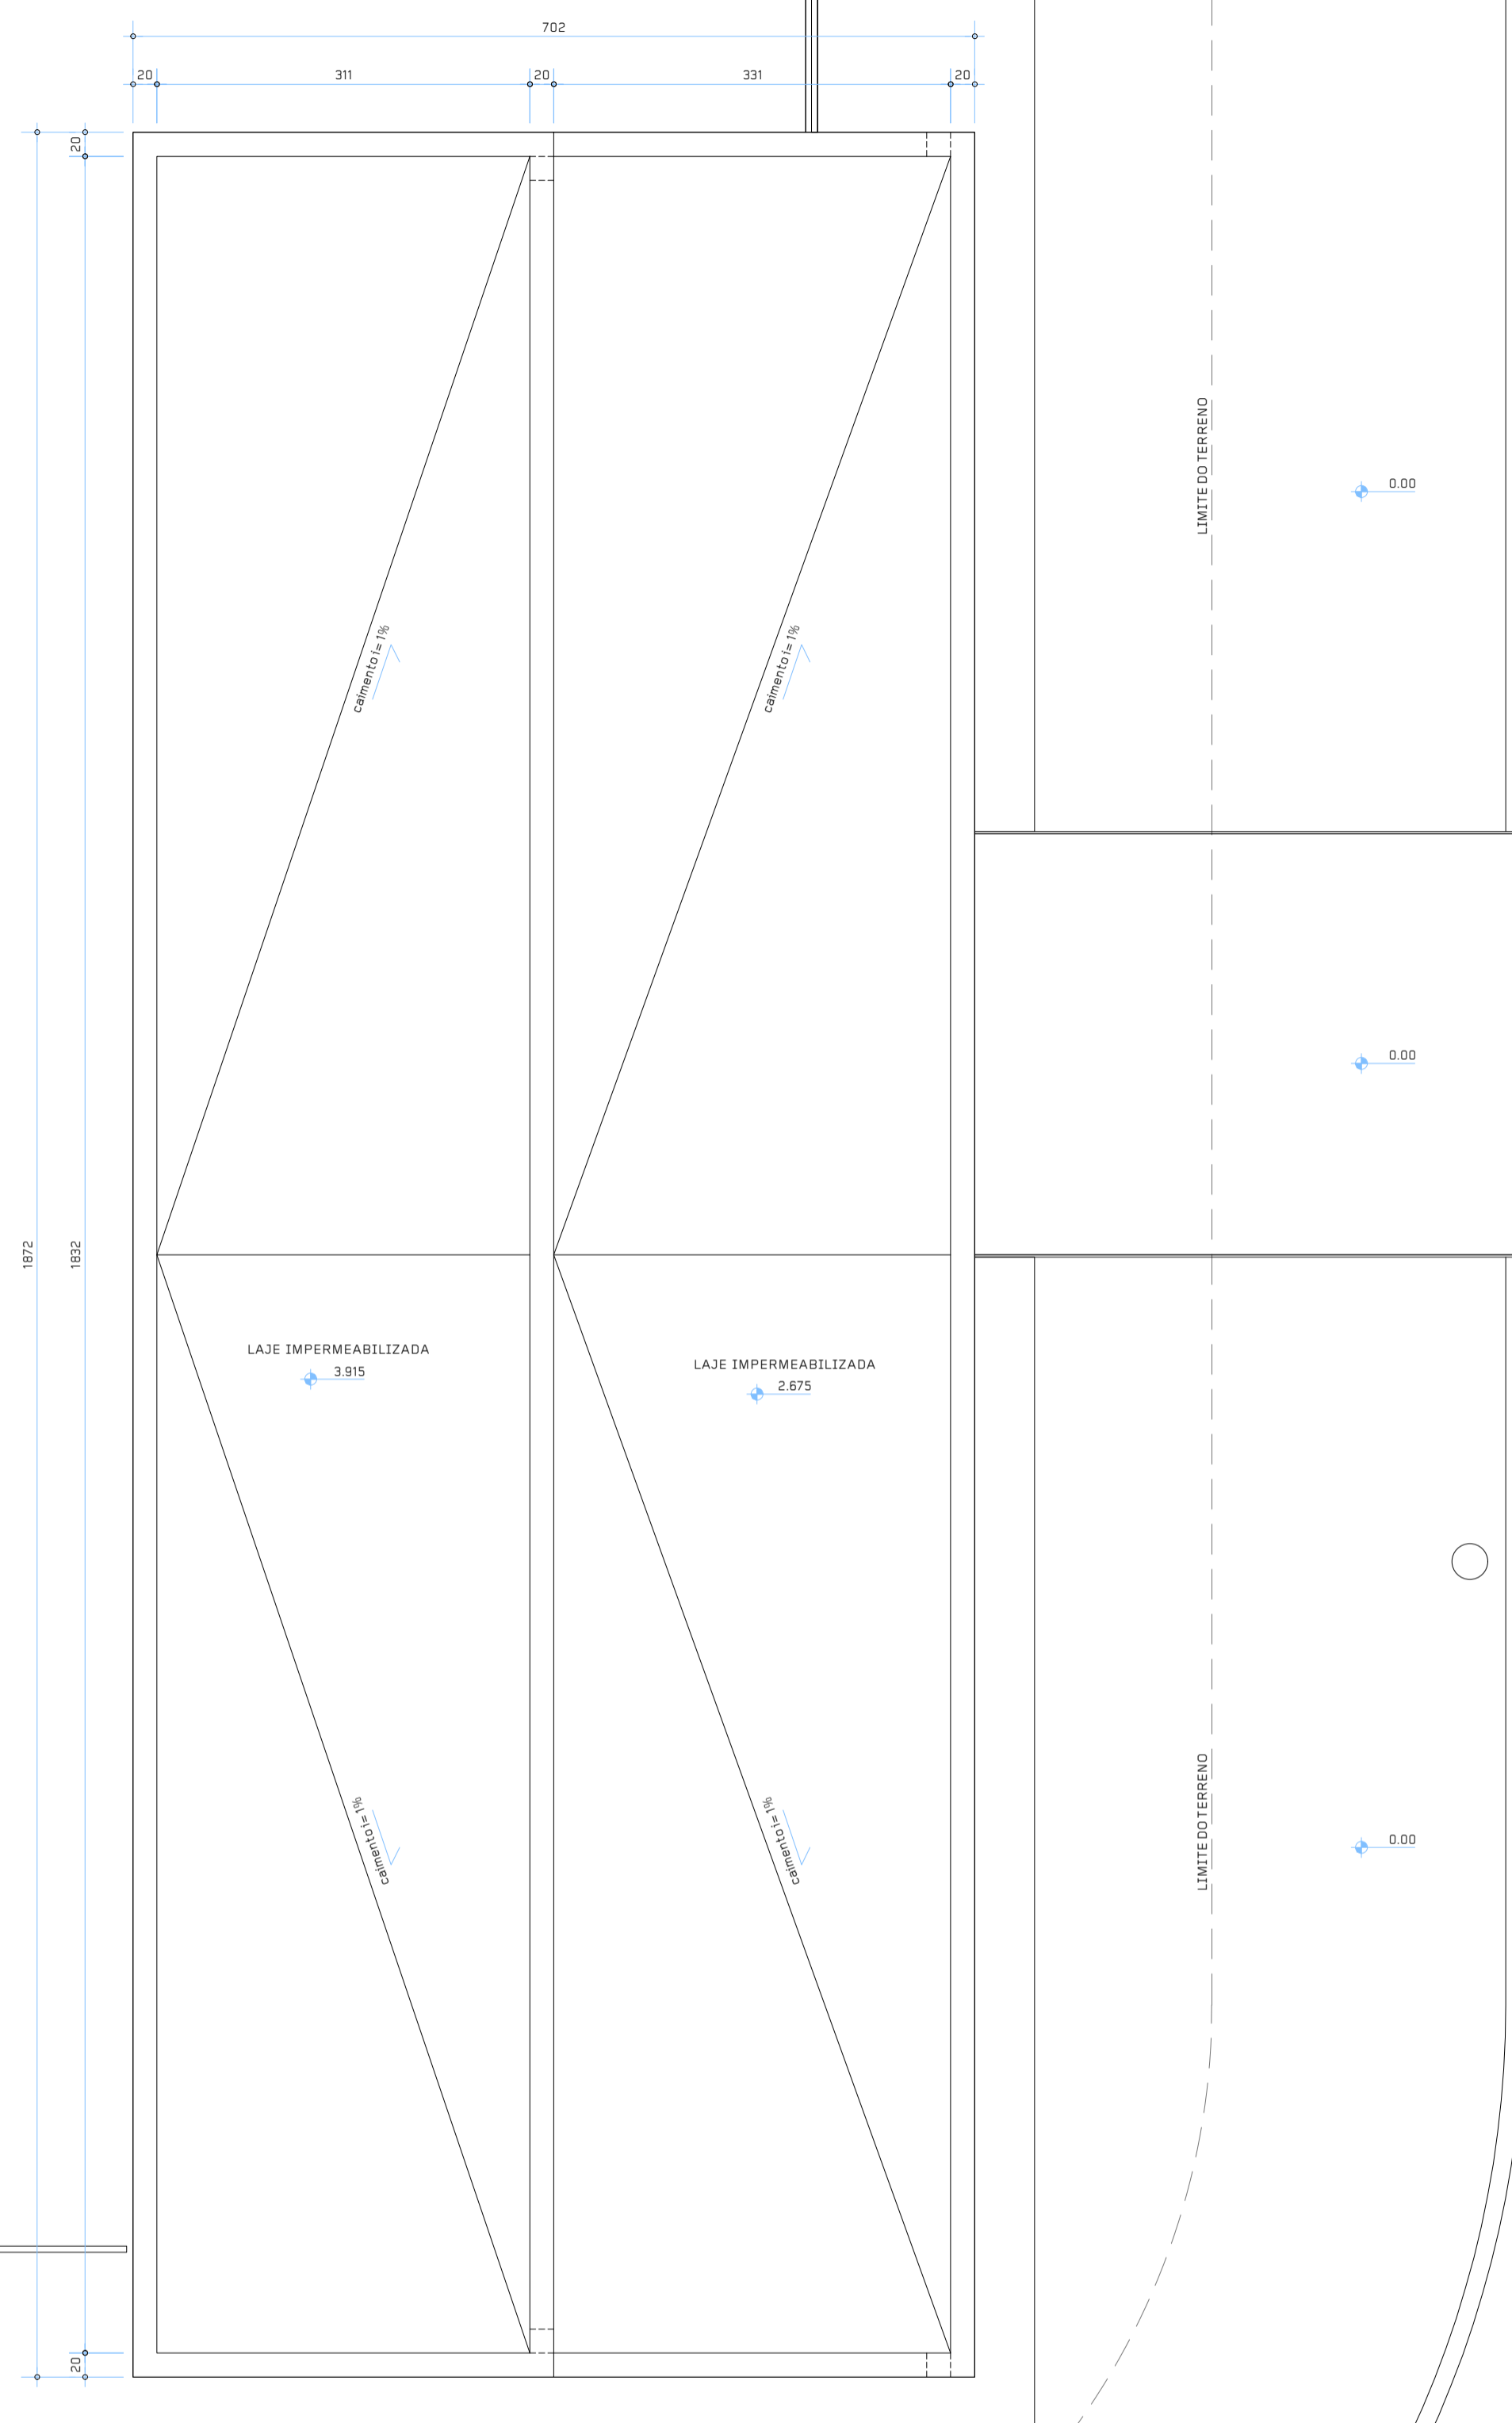 702
20
311
20
331
20
20
LIMITE DO TERRENO
0.00
caimento i= 1%
caimento i= 1%
0.00
1872
1832
LAJE IMPERMEABILIZADA
3.915
LAJE IMPERMEABILIZADA
2.675
LIMITE DO TERRENO
caimento i= 1%
caimento i= 1%
0.00
20